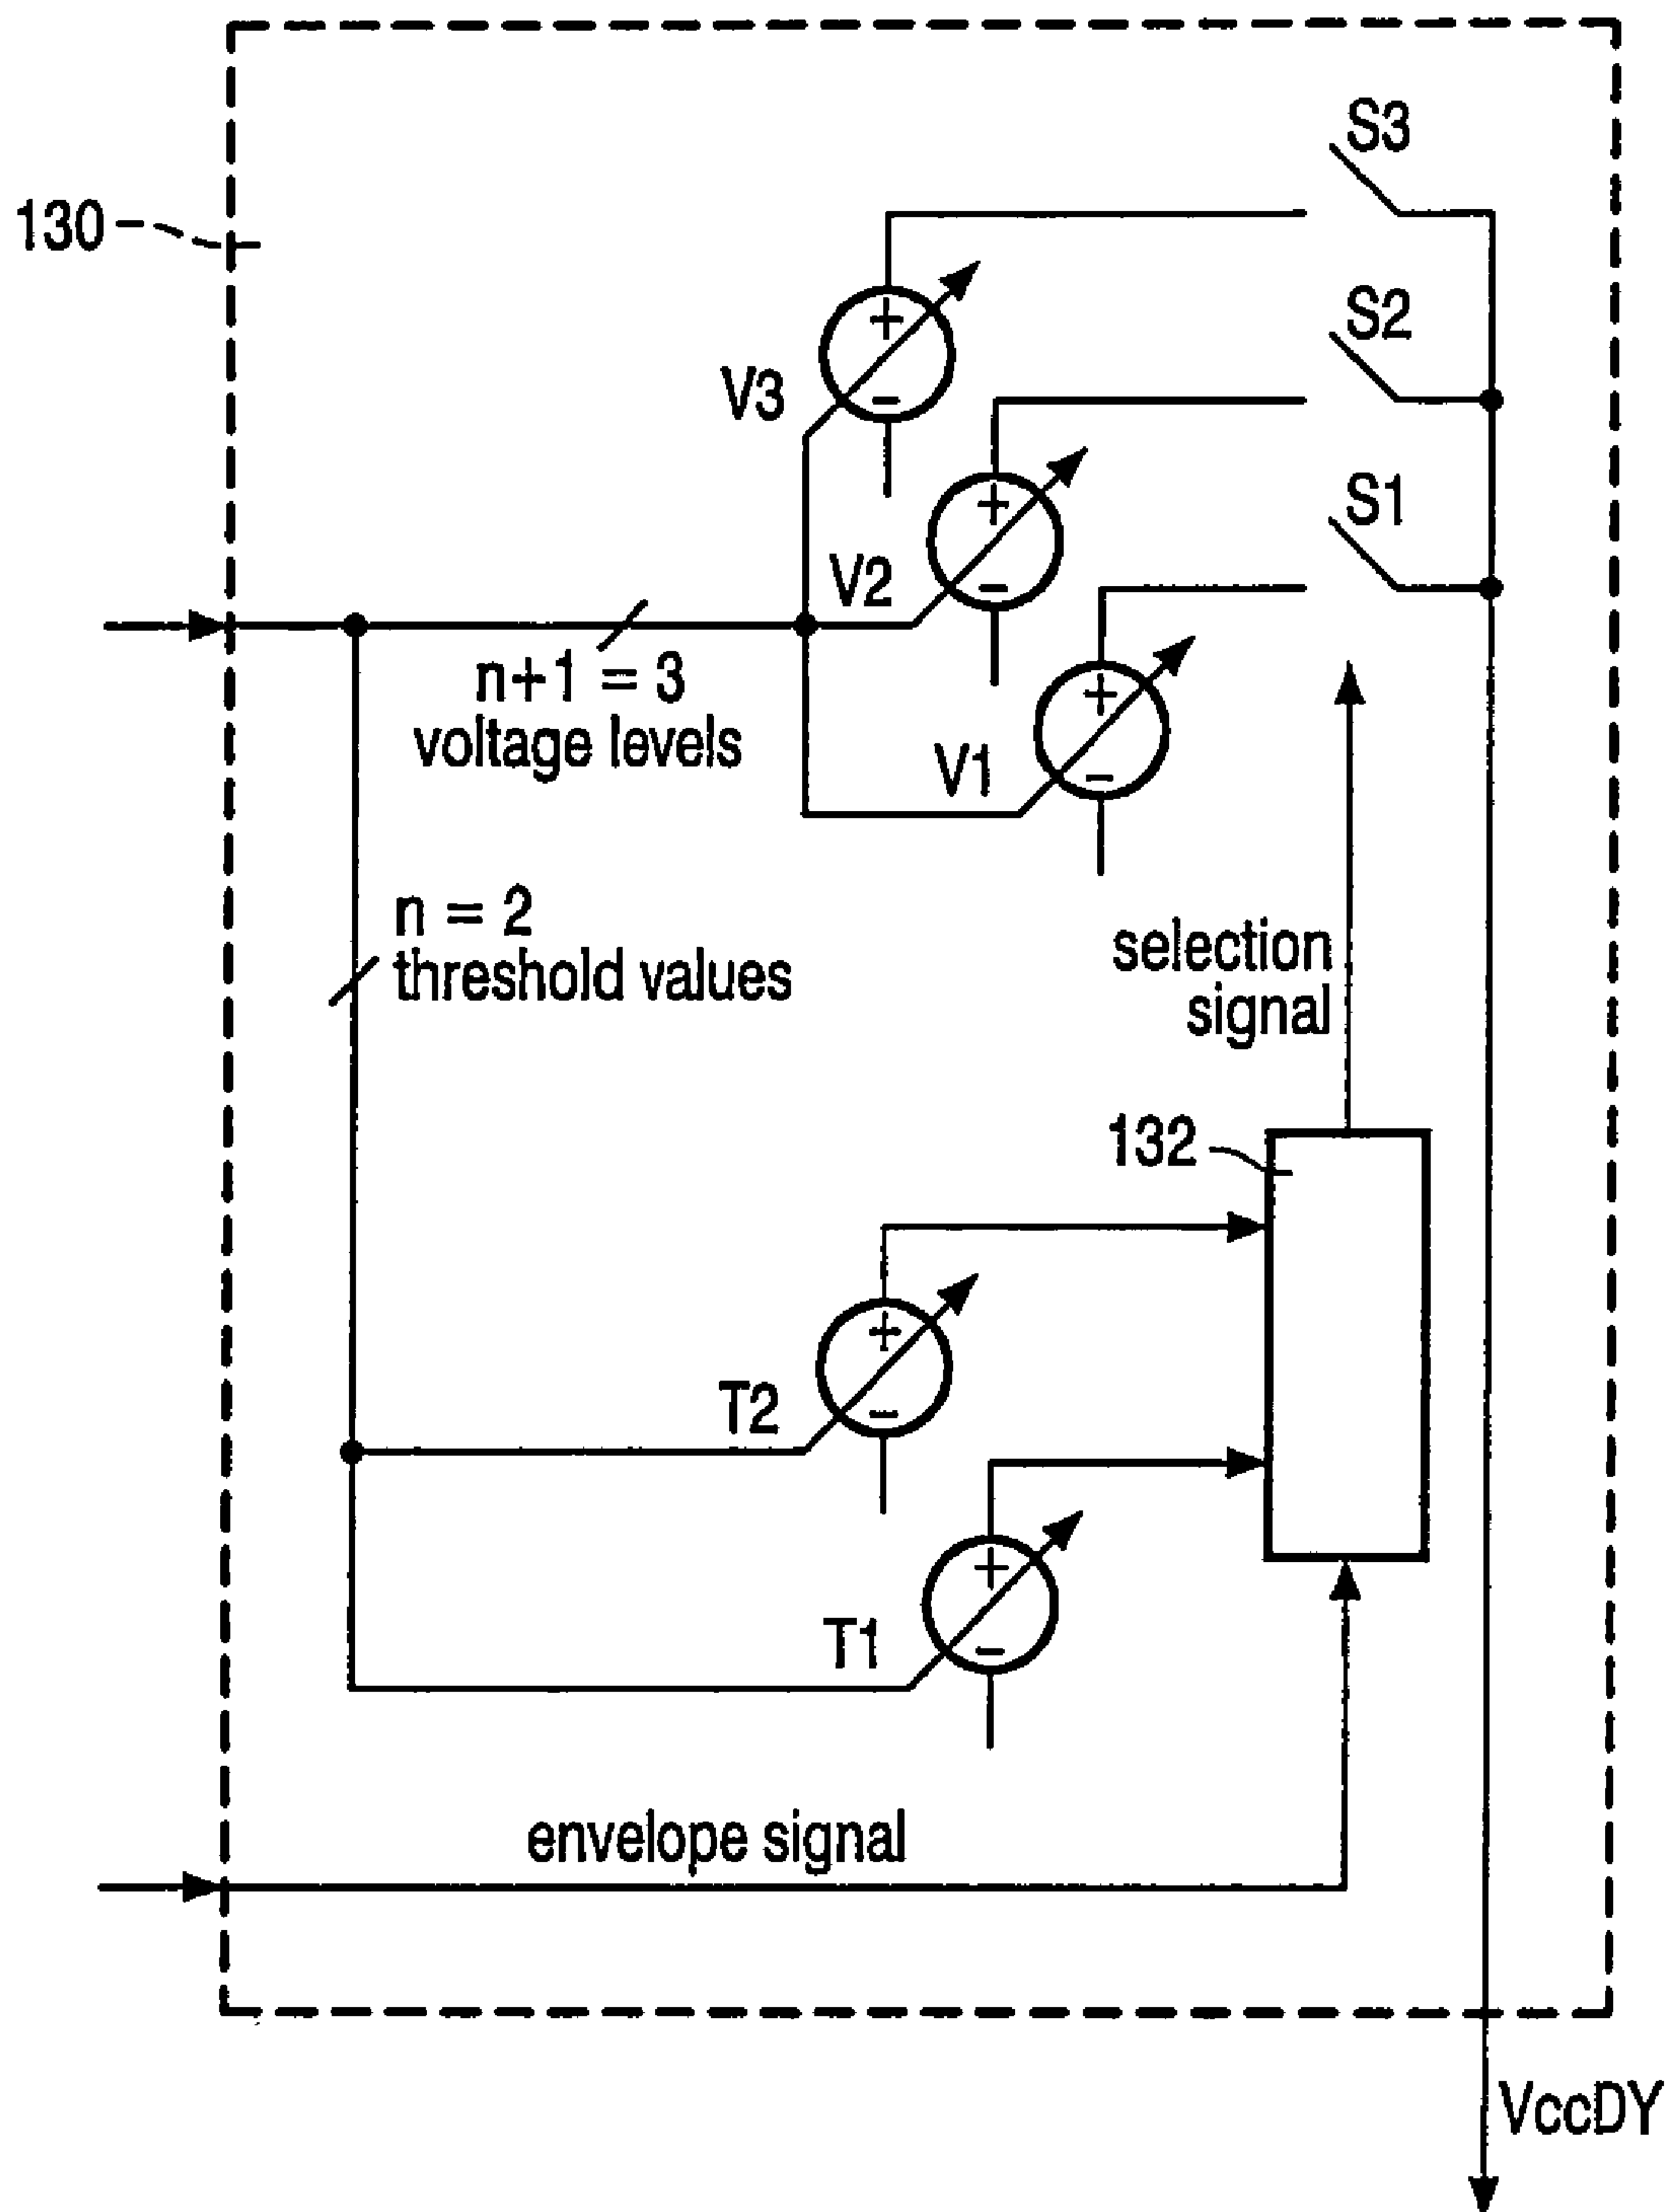 S3
130
S2
V3
S1
V2
n+1 = 3
voltage levels
V1
n = 2
threshold values
selection
signal
132
T2
T1
envelope signal
VccDY